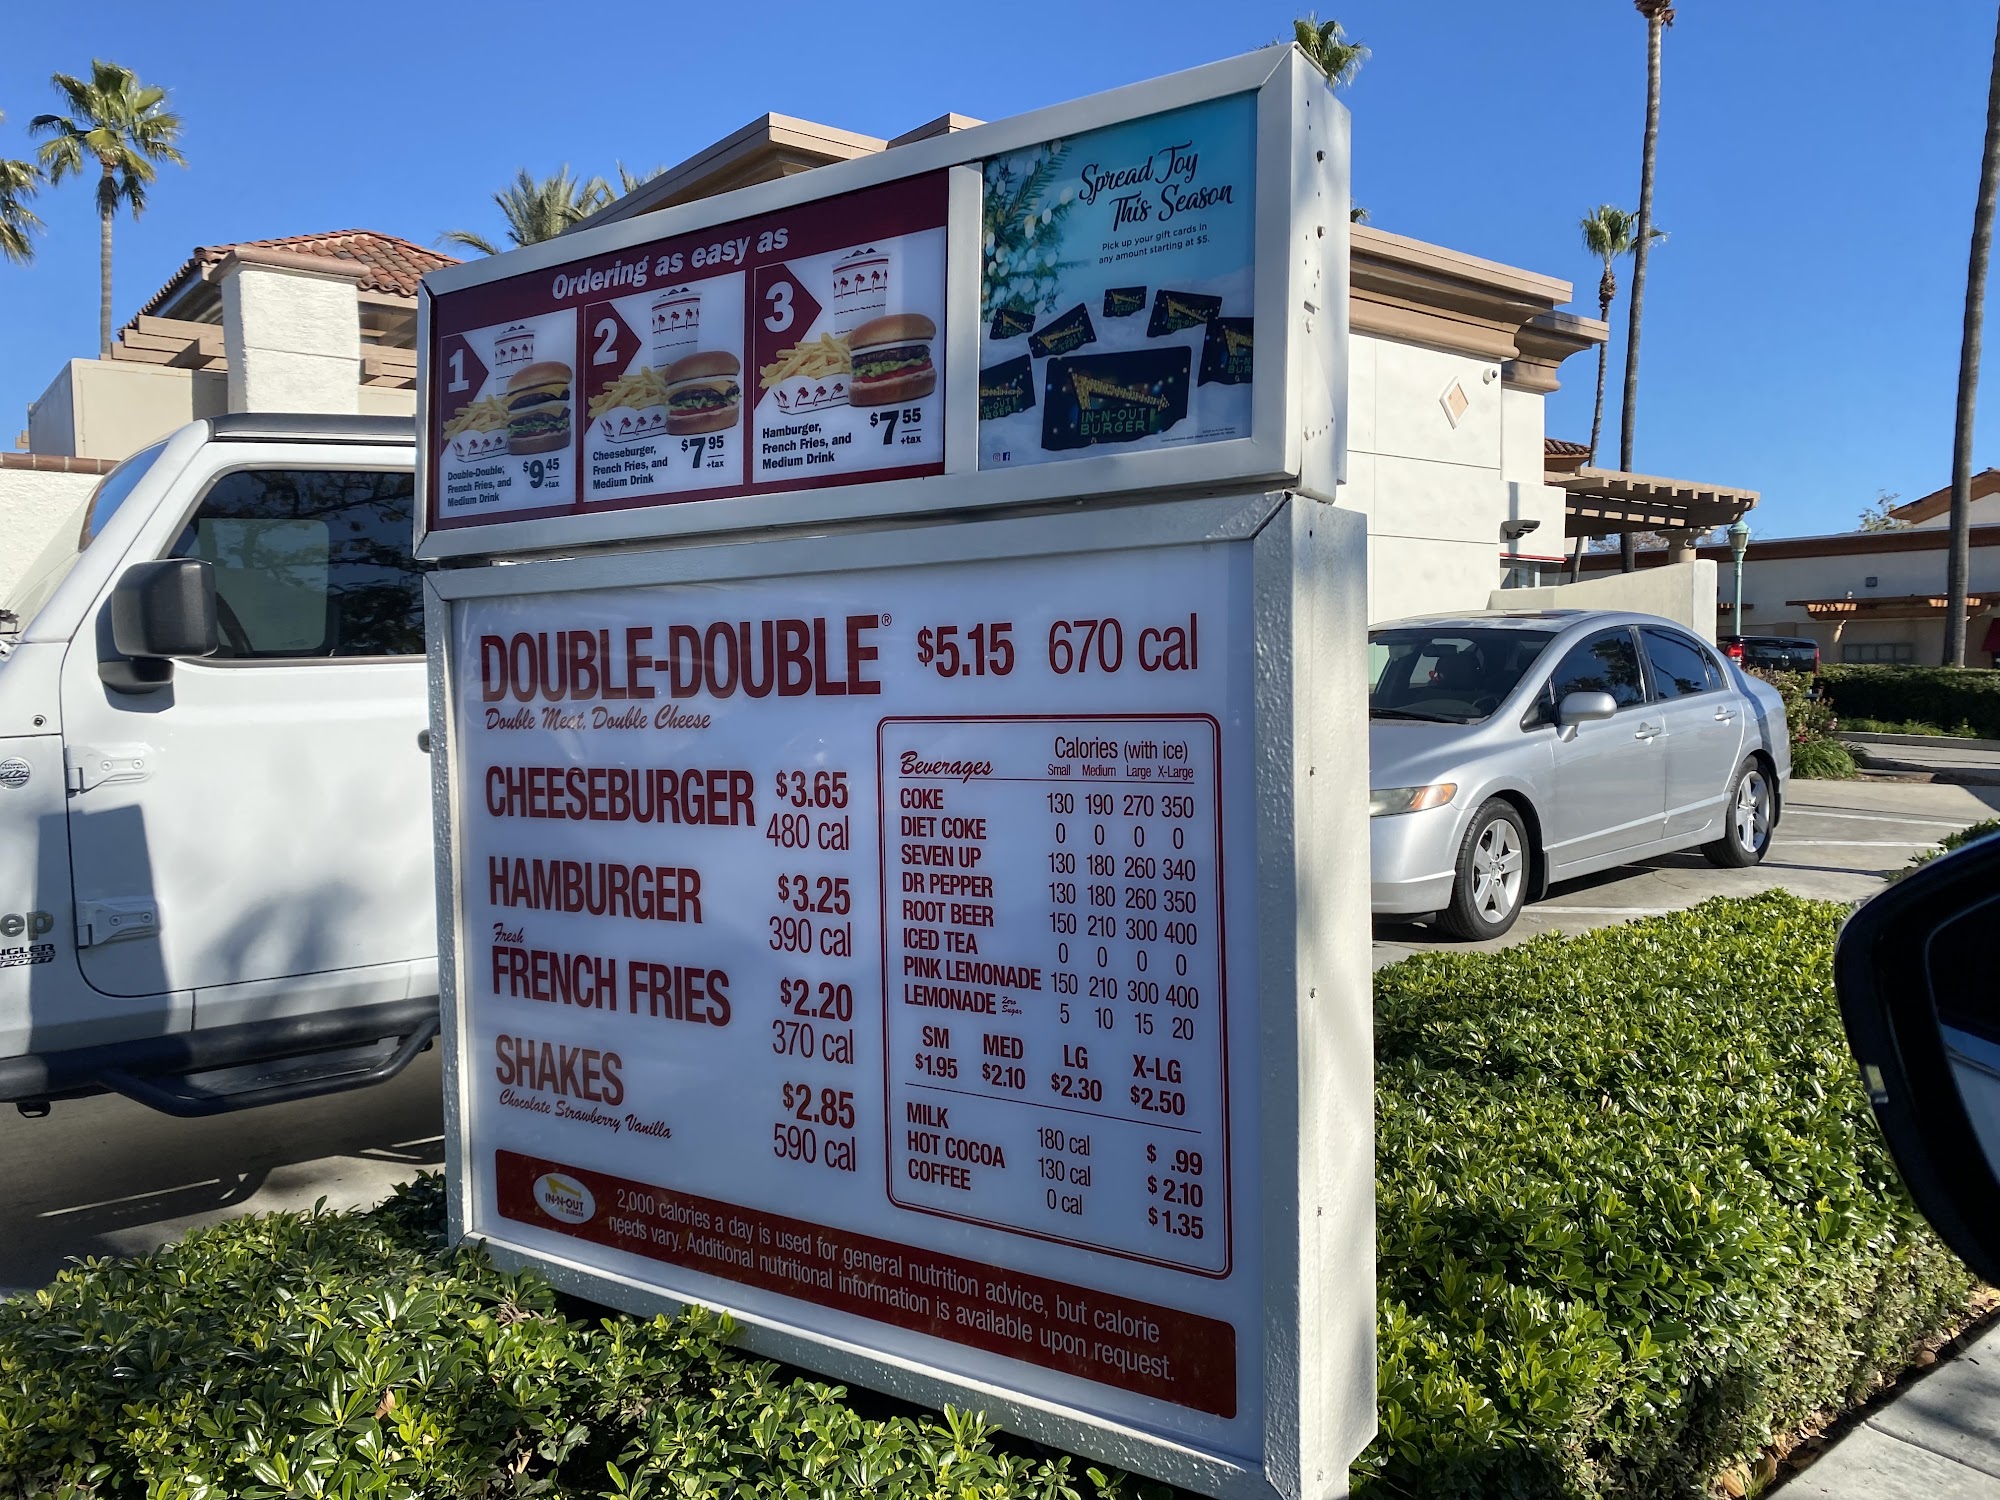 Ordering as easy as
1
Double-Double,
French Fries, and
Medium Drink
$9 45
+tax
2
Cheeseburger,
French Fries, and
Medium Drink
$7 95
+tax
3
Hamburger,
French Fries, and
Medium Drink
$7 55
+tax
Spread Joy
This Season
Pick up your gift cards in
any amount starting at $5.
IN-N-OUT
BURGER
DOUBLE-DOUBLE® $5.15 670 cal
Double Meat, Double Cheese
CHEESEBURGER $3.65
480 cal
HAMBURGER $3.25
390 cal
Fresh
FRENCH FRIES $2.20
370 cal
SHAKES $2.85
Chocolate Strawberry Vanilla
590 cal
Beverages Calories (with ice)
Small Medium Large X-Large
COKE 130 190 270 350
DIET COKE 0 0 0 0
SEVEN UP 130 180 260 340
DR PEPPER 130 180 260 350
ROOT BEER 150 210 300 400
ICED TEA 0 0 0 0
PINK LEMONADE 150 210 300 400
LEMONADE Zero Sugar 5 10 15 20
SM MED LG X-LG
$1.95 $2.10 $2.30 $2.50
MILK 180 cal $ .99
HOT COCOA 130 cal $2.10
COFFEE 0 cal $1.35
IN-N-OUT
BURGER
2,000 calories a day is used for general nutrition advice, but calorie
needs vary. Additional nutritional information is available upon request.